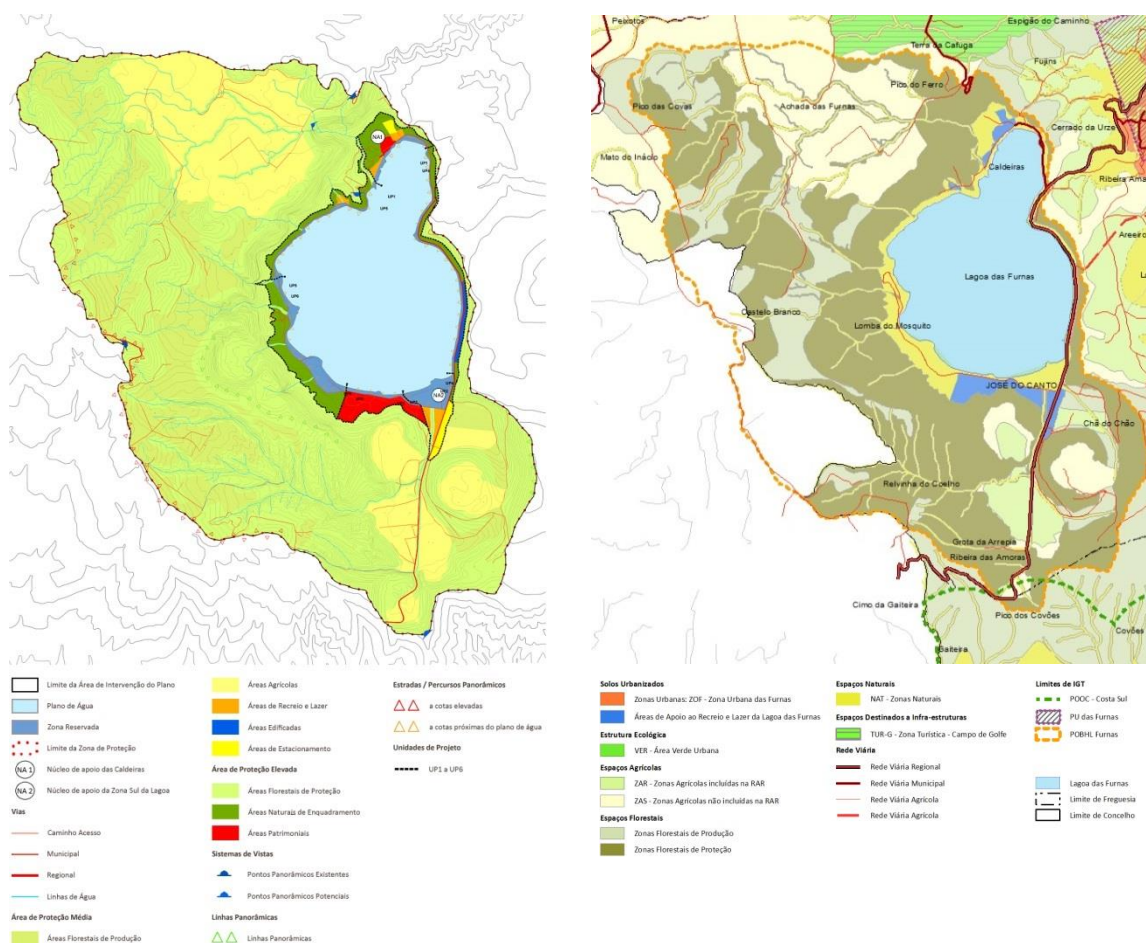 NA1
UP1
UP6
UP5
UP6
NA2
Peixotos
Espigão do Caminho
Terra da Cafuga
Fujins
Pico do Ferro
Pico das Covas
Achada das Furnas
Cerrado da Urze
Mato do Inácio
Caldeiras
Ribeira Ama
Areeiro
Lagoa das Furnas
Castelo Branco
Lomba do Mosquito
JOSÉ DO CANTO
Chã do Chão
Relvinha do Coelho
Grota da Arrepia
Ribeira das Amoras
Cimo da Gaiteira
Pico dos Covões
Covões
Gaiteira
Limite da Área de Intervenção do Plano
Plano de Água
Zona Reservada
Limite da Zona de Proteção
NA 1 Núcleo de apoio das Caldeiras
NA 2 Núcleo de apoio da Zona Sul da Lagoa
Vias
Caminho Acesso
Municipal
Regional
Linhas de Água
Área de Proteção Média
Áreas Florestais de Produção
Áreas Agrícolas
Áreas de Recreio e Lazer
Áreas Edificadas
Áreas de Estacionamento
Área de Proteção Elevada
Áreas Florestais de Proteção
Áreas Naturais de Enquadramento
Áreas Patrimoniais
Sistemas de Vistas
Pontos Panorâmicos Existentes
Pontos Panorâmicos Potenciais
Linhas Panorâmicas
Linhas Panorâmicas
Estradas / Percursos Panorâmicos
a cotas elevadas
a cotas próximas do plano de água
Unidades de Projeto
UP1 a UP6
Solos Urbanizados
Zonas Urbanas: ZOF - Zona Urbana das Furnas
Áreas de Apoio ao Recreio e Lazer da Lagoa das Furnas
Estrutura Ecológica
VER - Área Verde Urbana
Espaços Agrícolas
ZAR - Zonas Agrícolas incluídas na RAR
ZAS - Zonas Agrícolas não incluídas na RAR
Espaços Florestais
Zonas Florestais de Produção
Zonas Florestais de Proteção
Espaços Naturais
NAT - Zonas Naturais
Espaços Destinados a Infra-estruturas
TUR-G - Zona Turística - Campo de Golfe
Rede Viária
Rede Viária Regional
Rede Viária Municipal
Rede Viária Agrícola
Rede Viária Agrícola
Limites de IGT
POOC - Costa Sul
PU das Furnas
POBHL Furnas
Lagoa das Furnas
Limite de Freguesia
Limite de Concelho